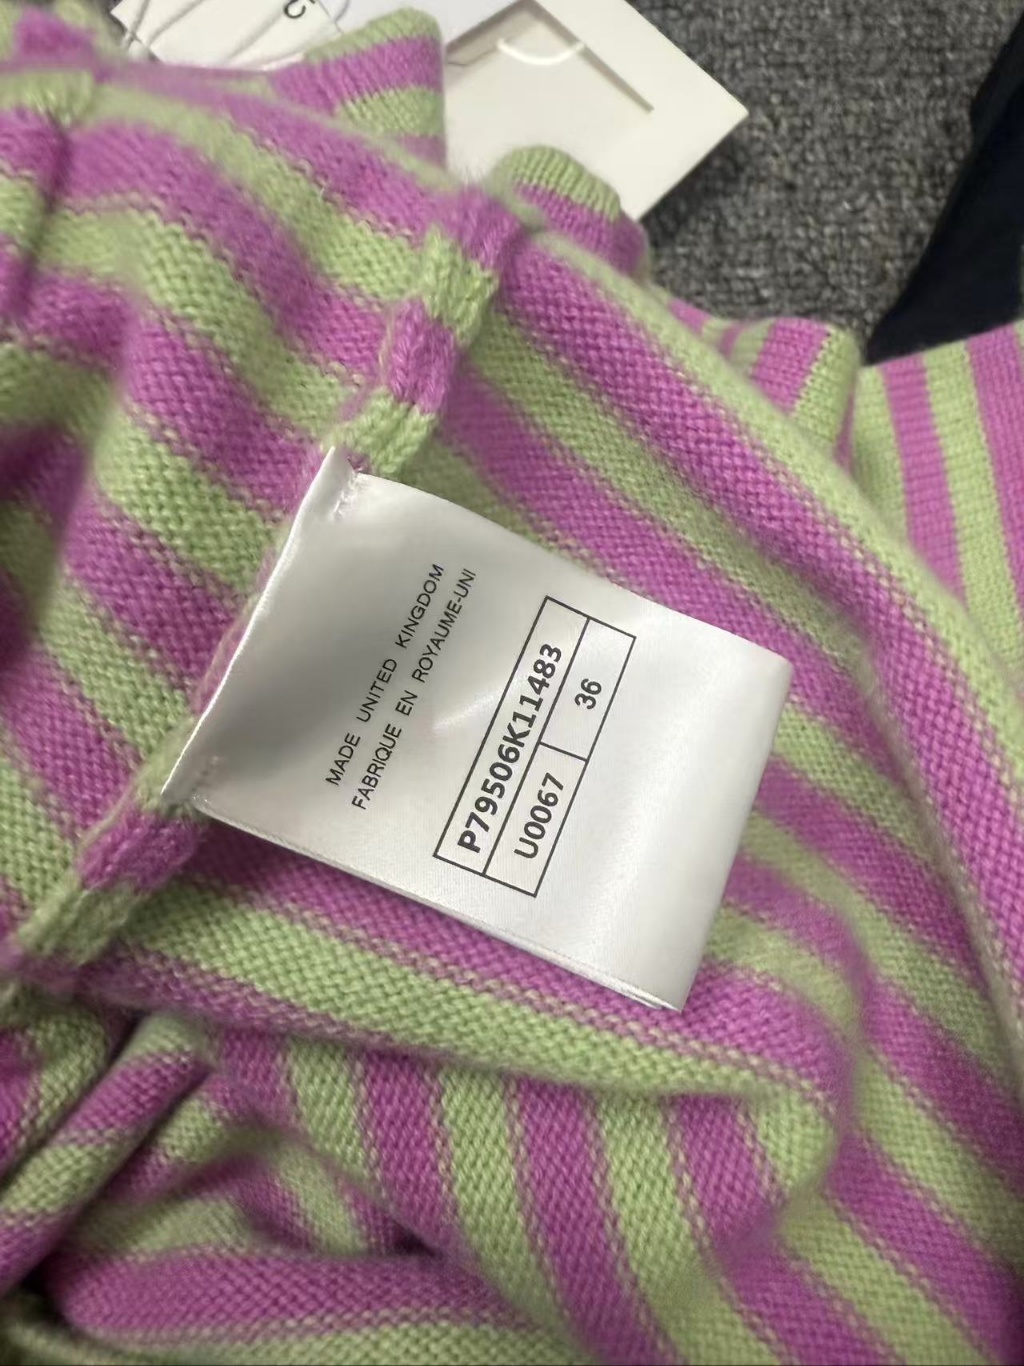 MADE UNITED KINGDOM
FABRIQUE EN ROYAUME-UNI
P79506K11483
U0067 36